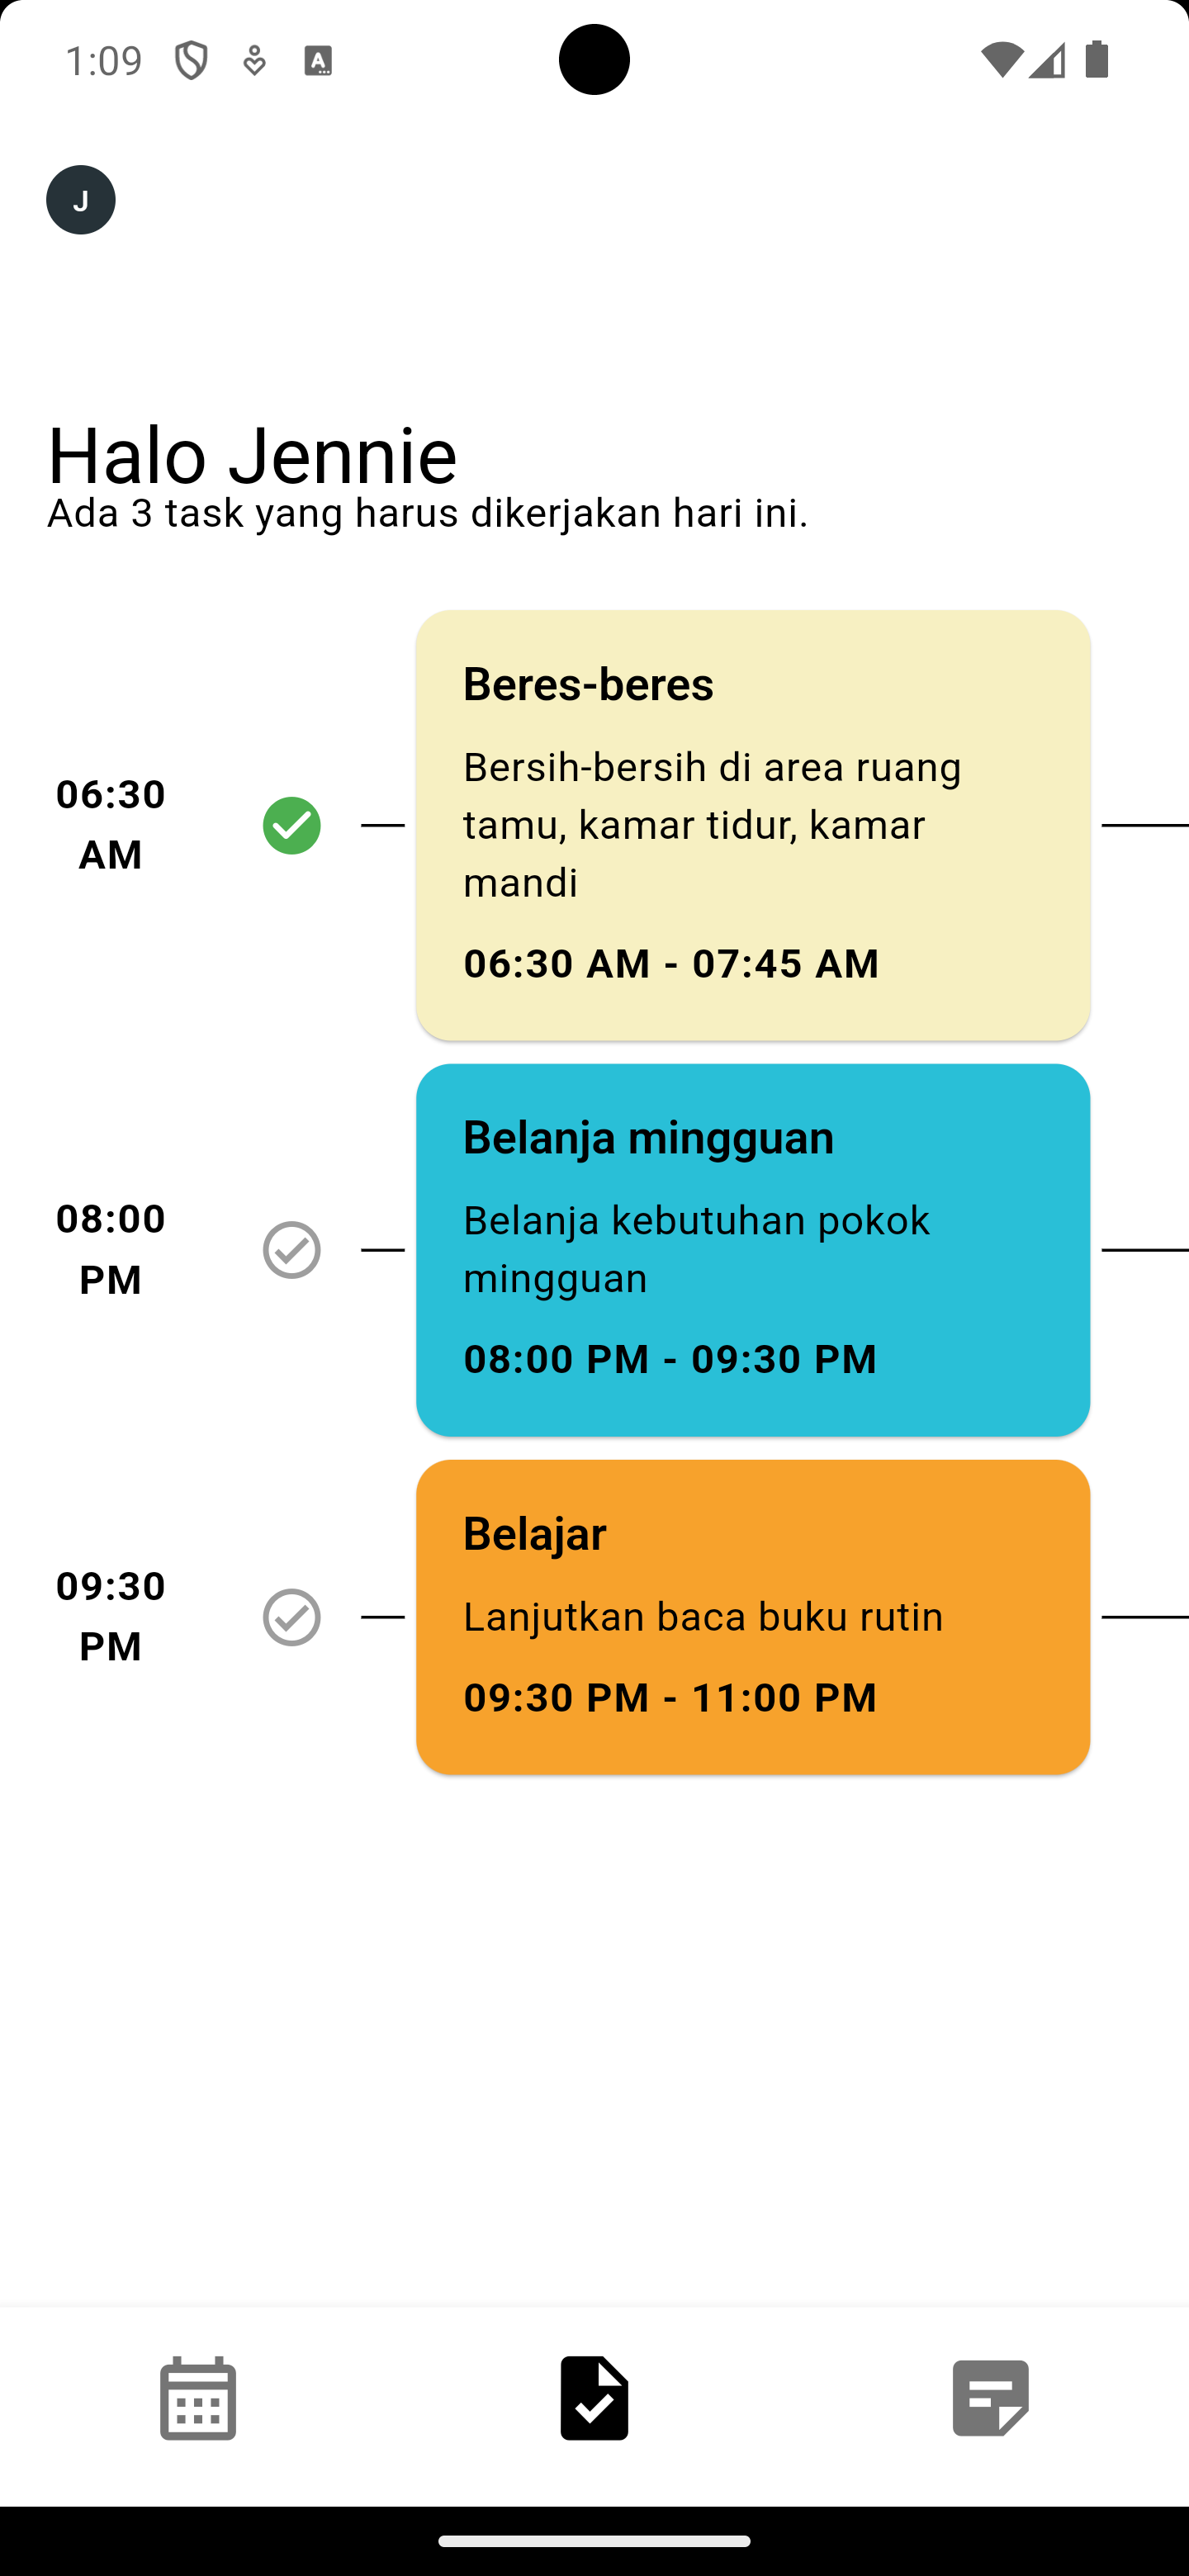 1:09
A
J
Halo Jennie
Ada 3 task yang harus dikerjakan hari ini.
06:30
AM
Beres-beres
Bersih-bersih di area ruang
tamu, kamar tidur, kamar
mandi
06:30 AM - 07:45 AM
08:00
PM
Belanja mingguan
Belanja kebutuhan pokok
mingguan
08:00 PM - 09:30 PM
09:30
PM
Belajar
Lanjutkan baca buku rutin
09:30 PM - 11:00 PM